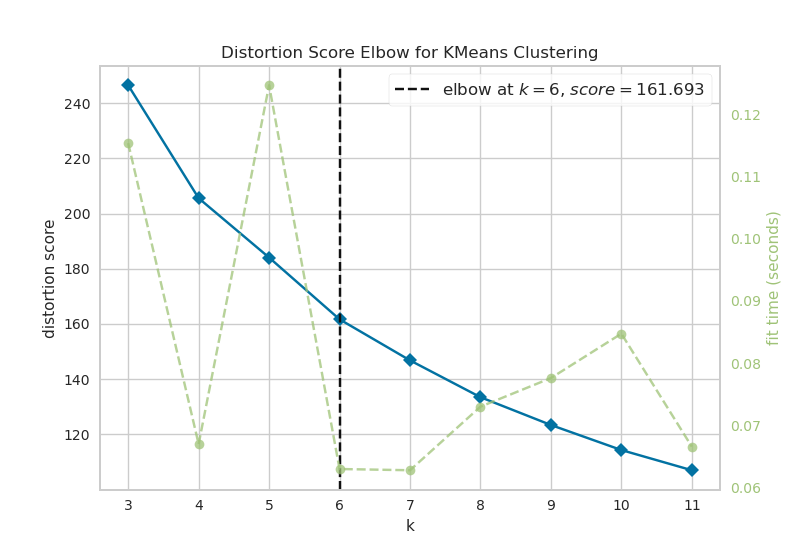 Distortion Score Elbow for KMeans Clustering
elbow at k = 6, score = 161.693
distortion score
240
220
200
180
160
140
120
0.12
0.11
0.10
0.09
0.08
0.07
0.06
fit time (seconds)
3 4 5 6 7 8 9 10 11
k